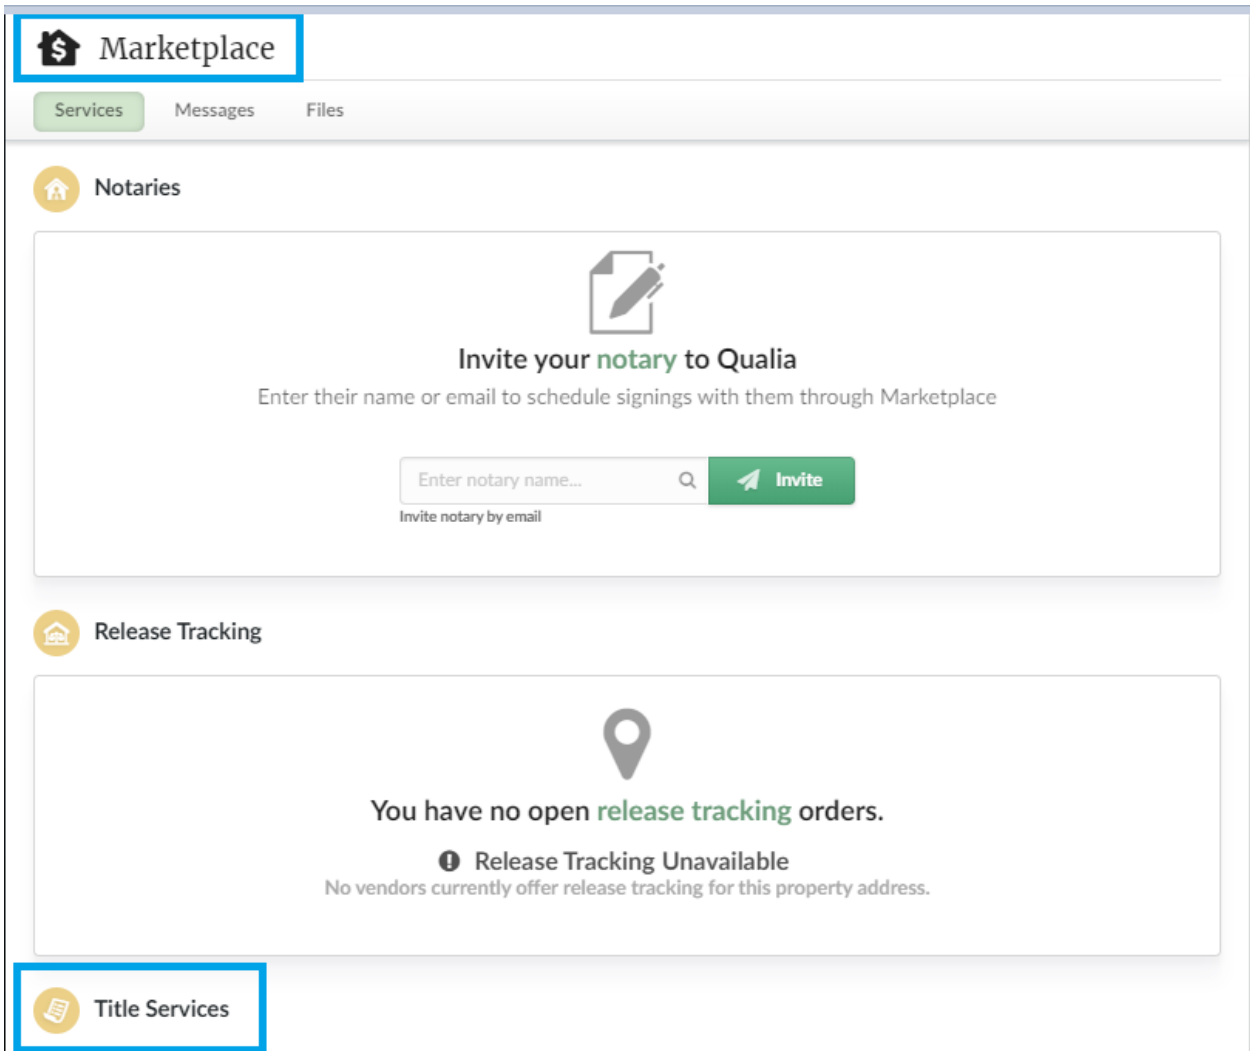 Marketplace
Services Messages Files
Notaries
Invite your notary to Qualia
Enter their name or email to schedule signings with them through Marketplace
Enter notary name... Invite
Invite notary by email
Release Tracking
You have no open release tracking orders.
Release Tracking Unavailable
No vendors currently offer release tracking for this property address.
Title Services